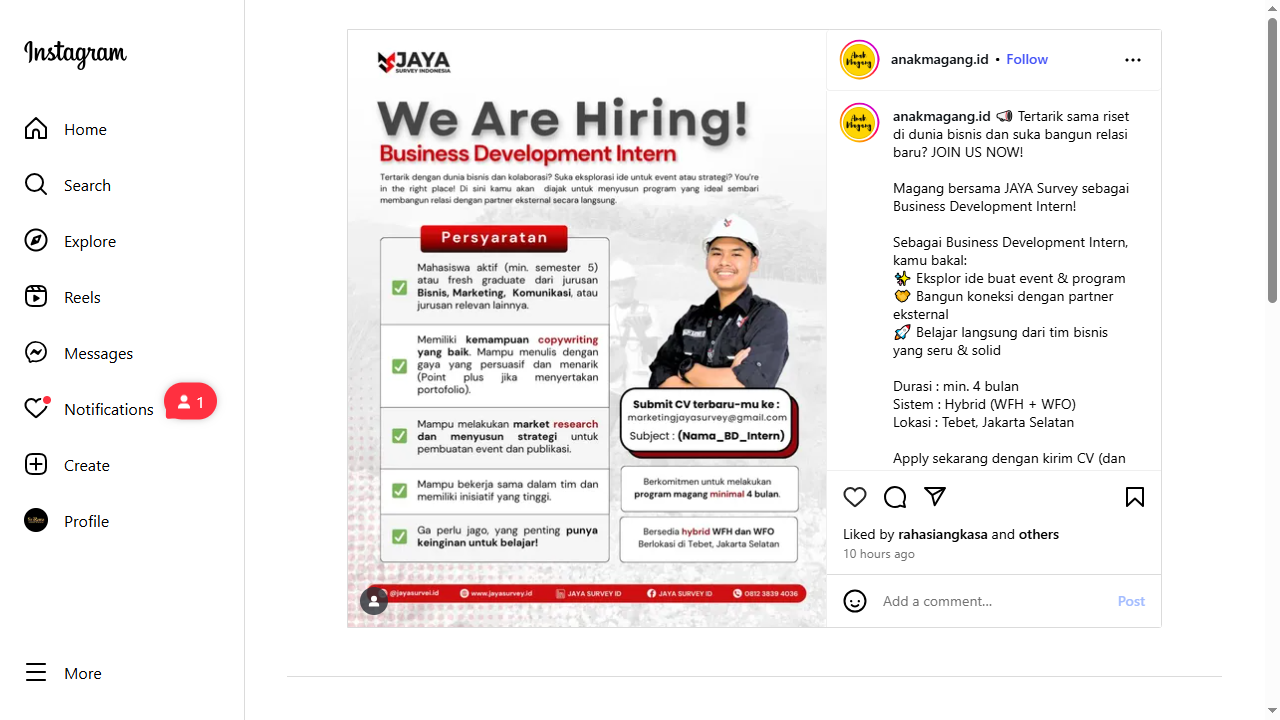 Instagram
Home
Search
Explore
Reels
Messages
Notifications
1
Create
Profile
More
JAYA
SURVEY INDONESIA
We Are Hiring!
Business Development Intern
Tertarik dengan dunia bisnis dan kolaborasi? Suka eksplorasi ide untuk event atau strategi? You're
in the right place! Di sini kamu akan diajak untuk menyusun program yang ideal sembari
membangun relasi dengan partner eksternal secara langsung.
Persyaratan
Mahasiswa aktif (min. semester 5)
atau fresh graduate dari jurusan
Bisnis, Marketing, Komunikasi, atau
jurusan relevan lainnya.
Memiliki kemampuan copywriting
yang baik. Mampu menulis dengan
gaya yang persuasif dan menarik
(Point plus jika menyertakan
portofolio).
Mampu melakukan market research
dan menyusun strategi untuk
pembuatan event dan publikasi.
Mampu bekerja sama dalam tim dan
memiliki inisiatif yang tinggi.
Ga perlu jago, yang penting punya
keinginan untuk belajar!
Submit CV terbaru-mu ke :
marketingjayasurvey@gmail.com
Subject : (Nama_BD_Intern)
Berkomitmen untuk melakukan
program magang minimal 4 bulan.
Bersedia hybrid WFH dan WFO
Berlokasi di Tebet, Jakarta Selatan
@jayasurvei.id
www.jayasurvey.id
JAYA SURVEY ID
JAYA SURVEY ID
0812 3839 4036
Anak
Magang
anakmagang.id • Follow
Anak
Magang
anakmagang.id 📢 Tertarik sama riset
di dunia bisnis dan suka bangun relasi
baru? JOIN US NOW!
Magang bersama JAYA Survey sebagai
Business Development Intern!
Sebagai Business Development Intern,
kamu bakal:
✨ Eksplor ide buat event & program
🤝 Bangun koneksi dengan partner
eksternal
🚀 Belajar langsung dari tim bisnis
yang seru & solid
Durasi : min. 4 bulan
Sistem : Hybrid (WFH + WFO)
Lokasi : Tebet, Jakarta Selatan
Apply sekarang dengan kirim CV (dan
Liked by rahasiangkasa and others
10 hours ago
Add a comment...
Post